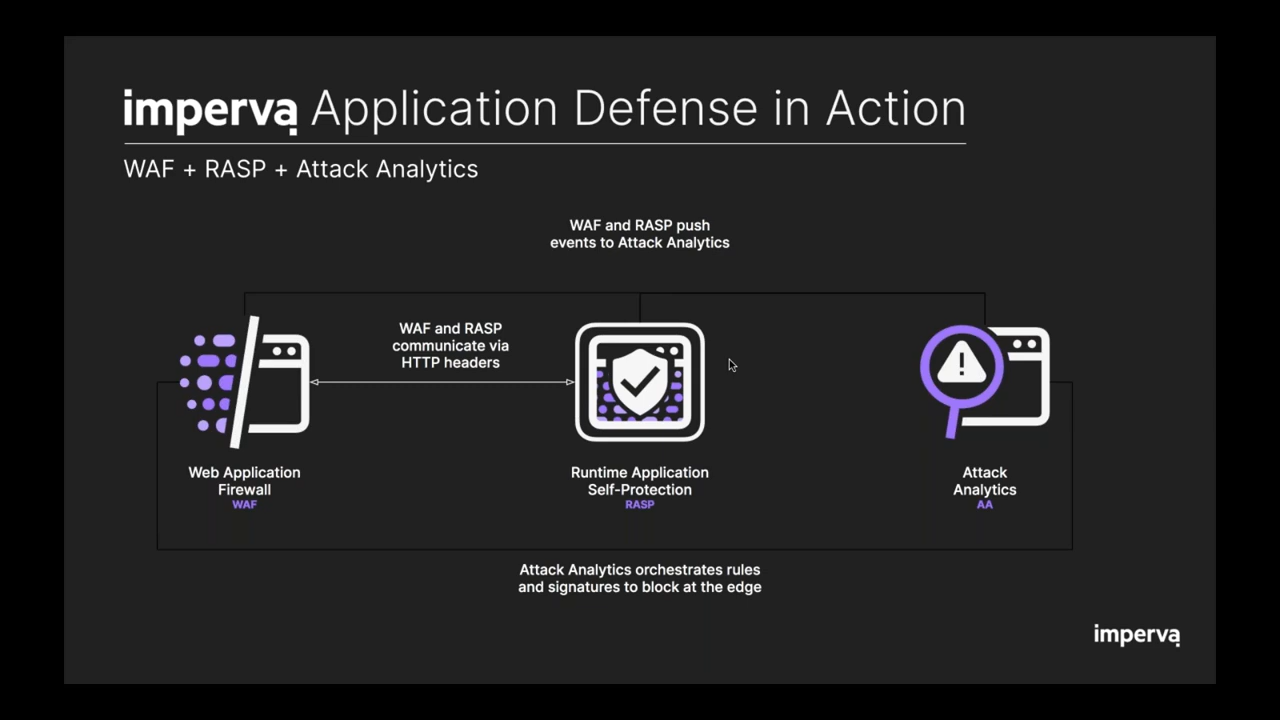 imperva Application Defense in Action
WAF + RASP + Attack Analytics
WAF and RASP push
events to Attack Analytics
WAF and RASP
communicate via
HTTP headers
Web Application
Firewall
WAF
Runtime Application
Self-Protection
RASP
Attack
Analytics
AA
Attack Analytics orchestrates rules
and signatures to block at the edge
imperva